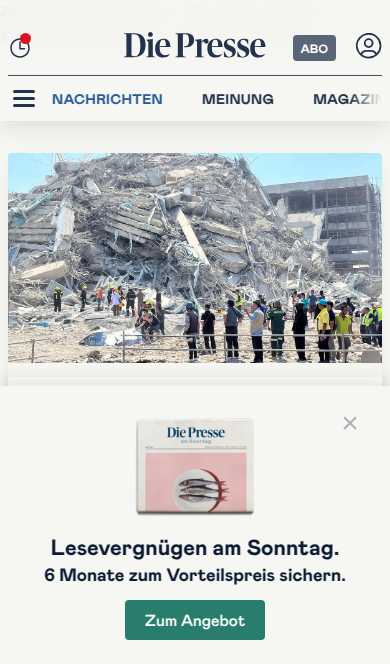 Die Presse
ABO
NACHRICHTEN
MEINUNG
MAGAZIN
Die Presse
am Sonntag
Lesevergnügen am Sonntag.
6 Monate zum Vorteilspreis sichern.
Zum Angebot